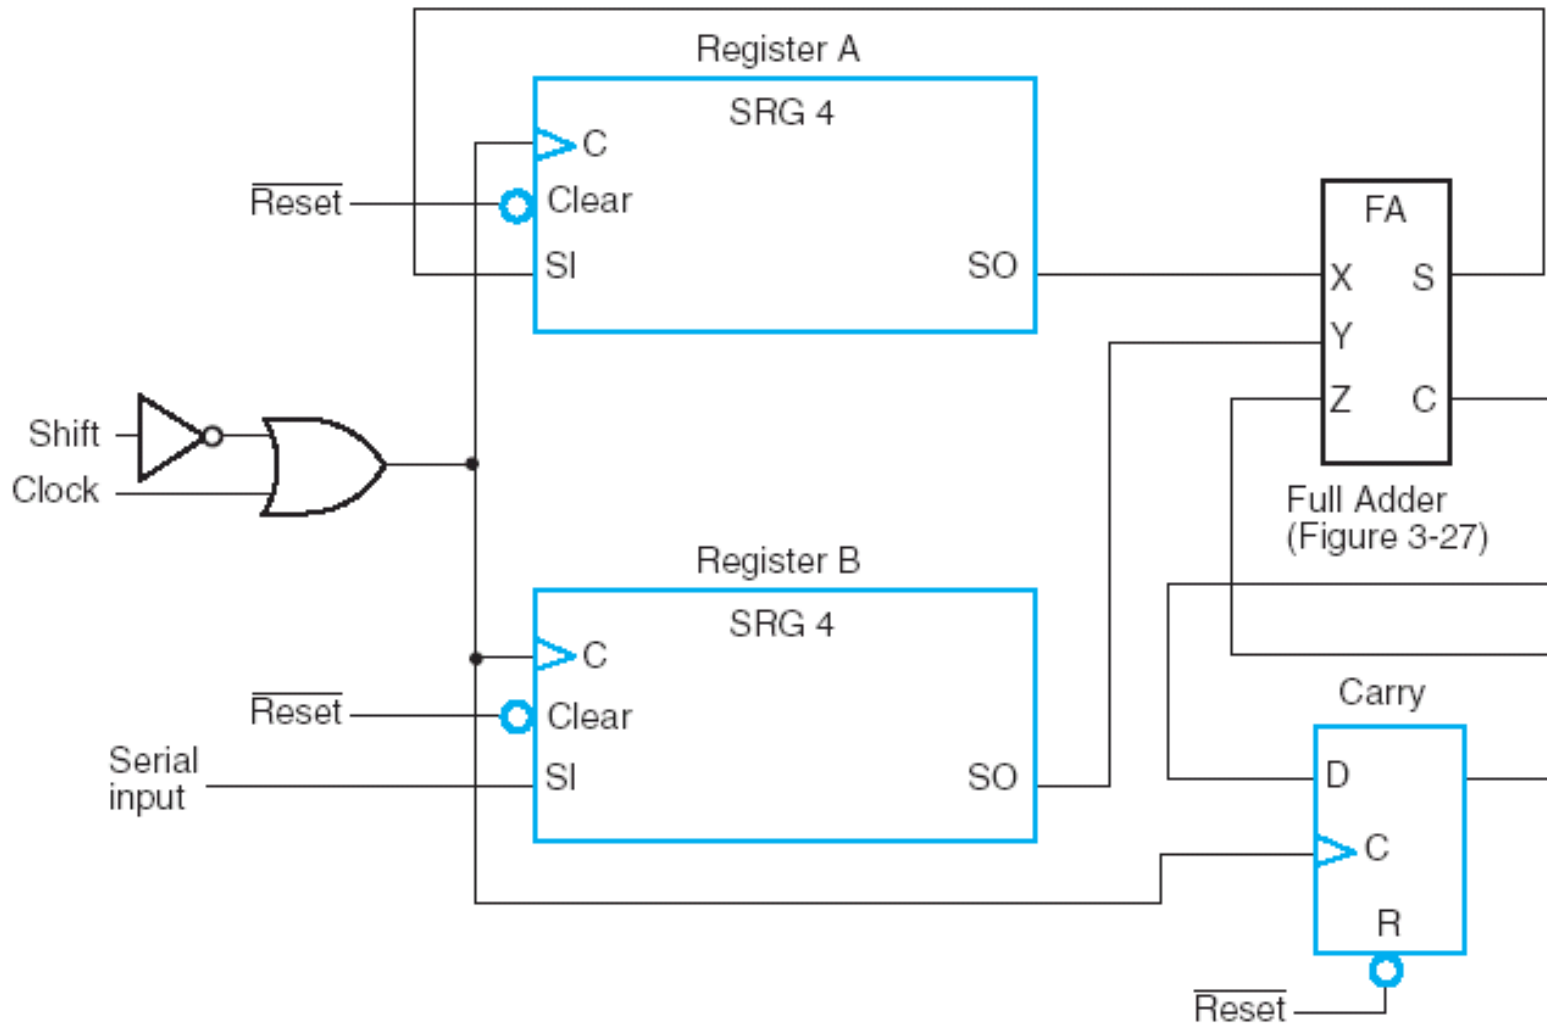 Register A
SRG 4
C
Reset
Clear
SI
SO
FA
X
S
Y
Z
C
Shift
Clock
Full Adder
(Figure 3-27)
Register B
SRG 4
C
Reset
Clear
Serial
input
SI
SO
Carry
D
C
R
Reset